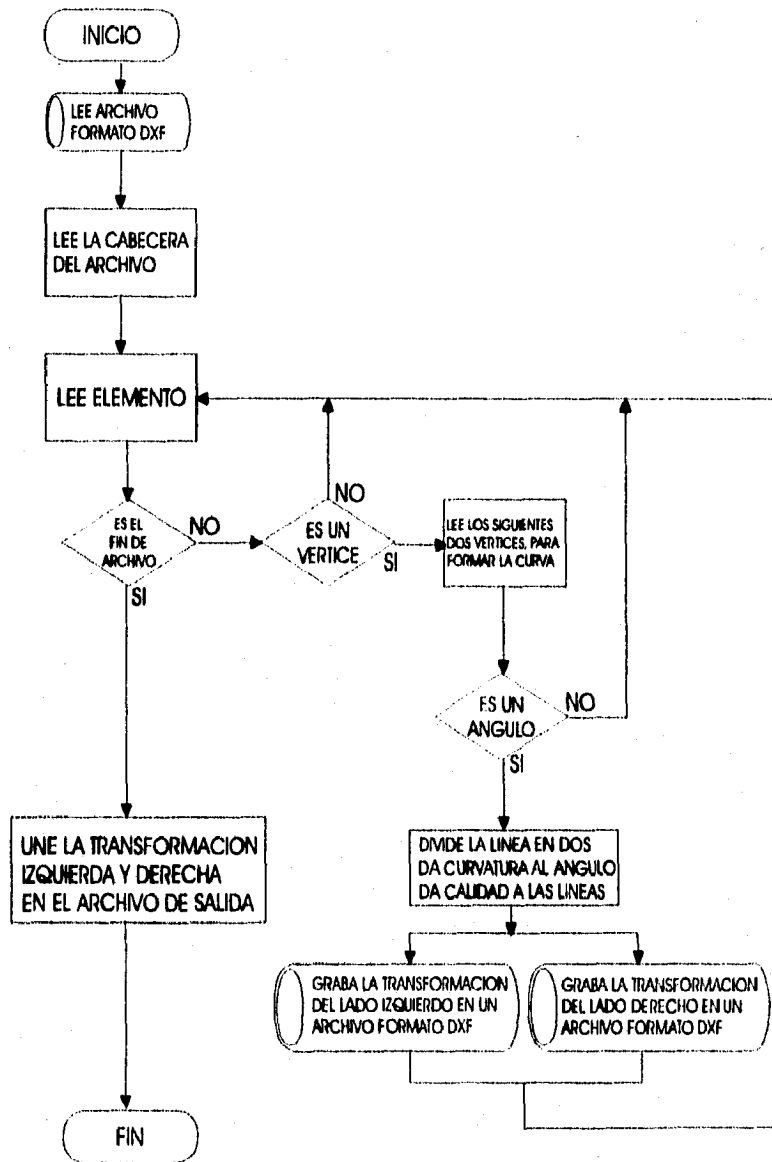 INICIO
LEE ARCHIVO
FORMATO DXF
LEE LA CABECERA
DEL ARCHIVO
LEE ELEMENTO
ES EL
FIN DE
ARCHIVO
NO
SI
ES UN
VERTICE
NO
SI
LEE LOS SIGUIENTES
DOS VERTICES, PARA
FORMAR LA CURVA
ES UN
ANGULO
NO
SI
UNE LA TRANSFORMACION
IZQUIERDA Y DERECHA
EN EL ARCHIVO DE SALIDA
DIVIDE LA LINEA EN DOS
DA CURVATURA AL ANGULO
DA CALIDAD A LAS LINEAS
GRABA LA TRANSFORMACION
DEL LADO IZQUIERDO EN UN
ARCHIVO FORMATO DXF
GRABA LA TRANSFORMACION
DEL LADO DERECHO EN UN
ARCHIVO FORMATO DXF
FIN